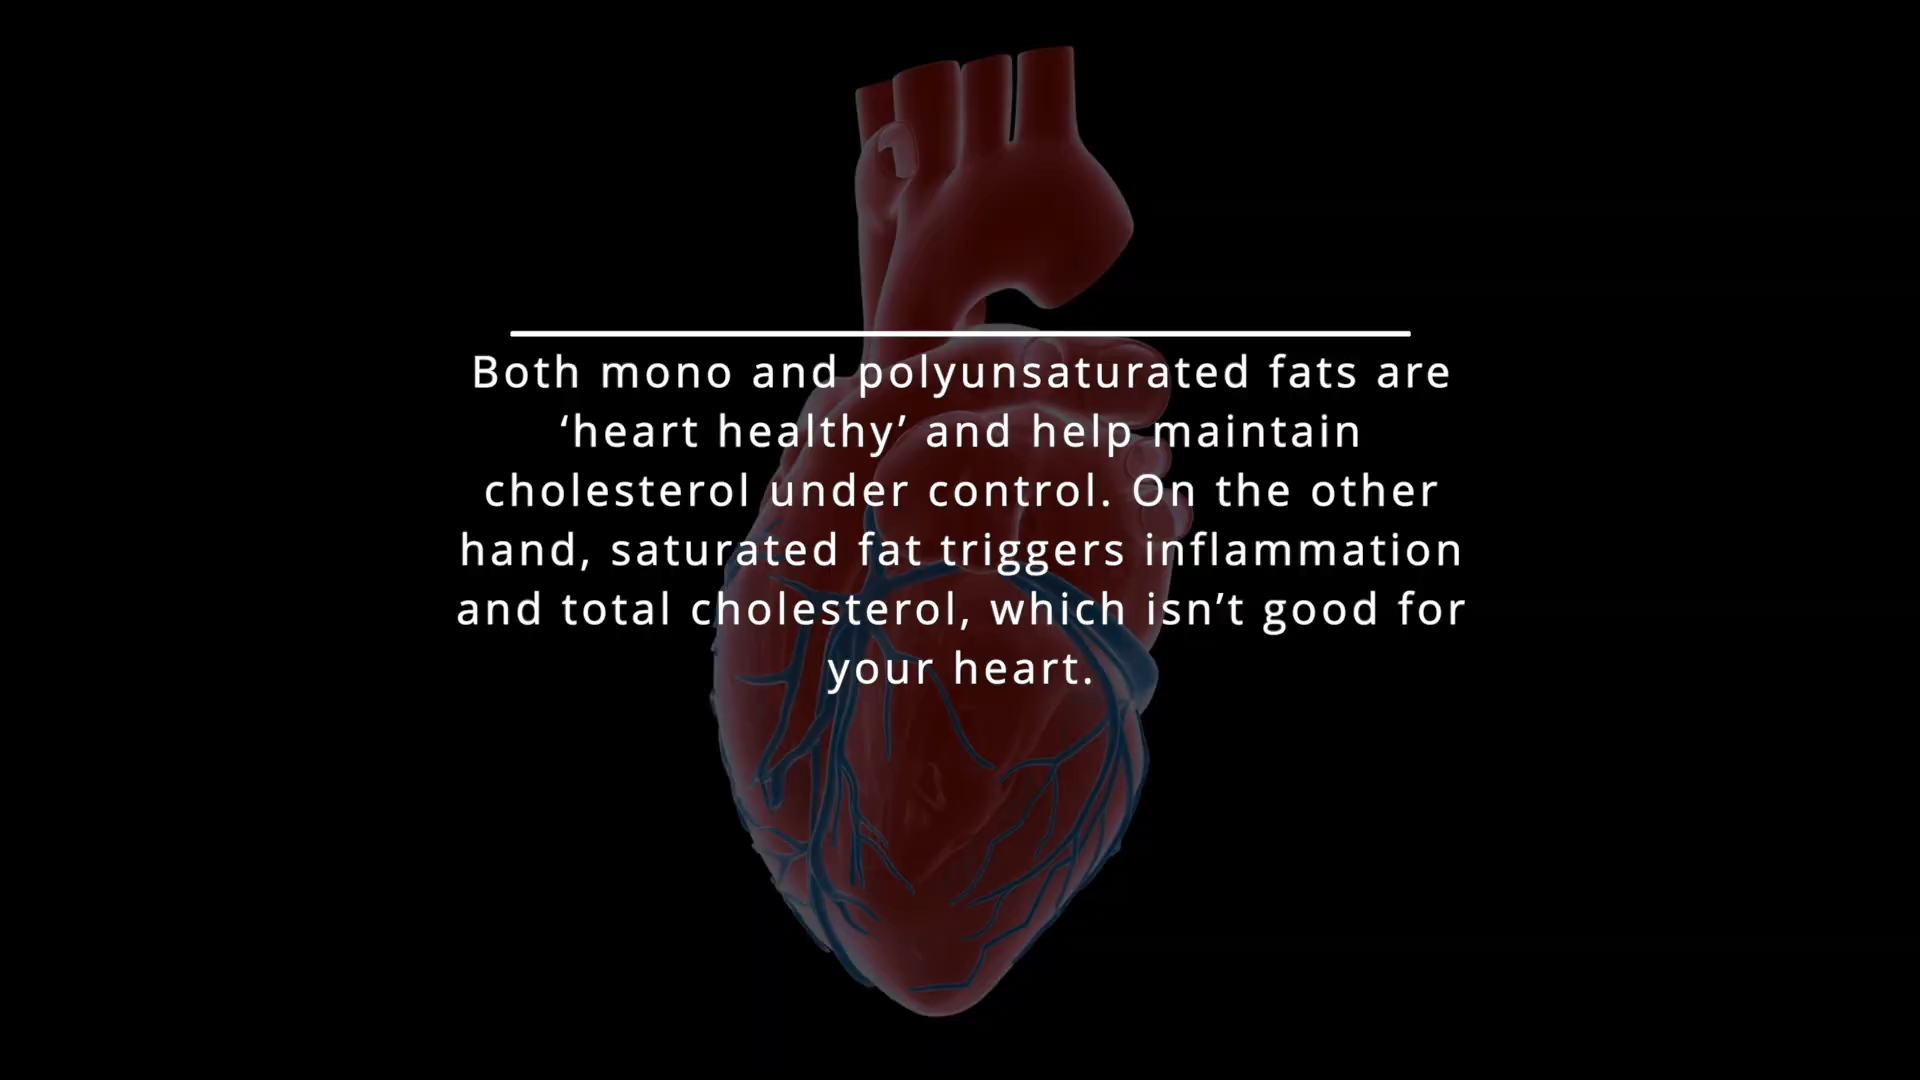 Both mono and polyunsaturated fats are
‘heart healthy’ and help maintain
cholesterol under control. On the other
hand, saturated fat triggers inflammation
and total cholesterol, which isn’t good for
your heart.